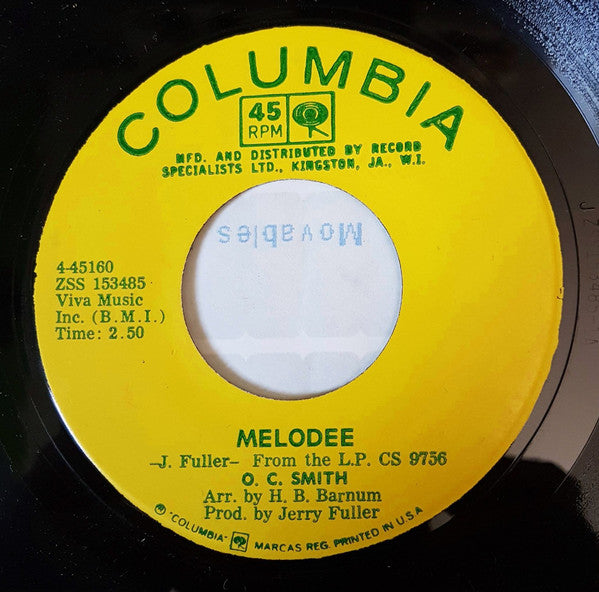 COLUMBIA
45
RPM
MFD. AND DISTRIBUTED BY RECORD
SPECIALISTS LTD., KINGSTON, JA., W.I.
Movables
4-45160
ZSS 153485
Viva Music
Inc. (B.M.I.)
Time: 2.50
MELODEE
-J. Fuller- From the L.P. CS 9756
O. C. SMITH
Arr. by H. B. Barnum
Prod. by Jerry Fuller
"COLUMBIA" MARCAS REG. PRINTED IN U.S.A